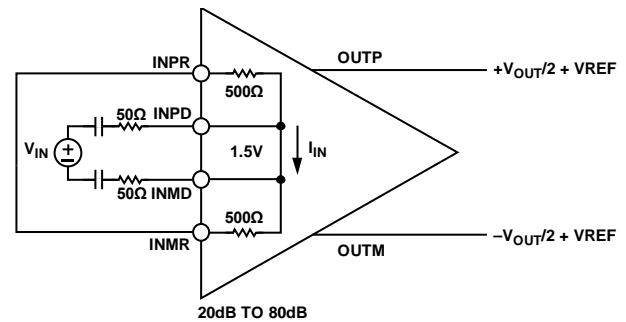 INPR
OUTP
+VOUT/2 + VREF
500Ω
50Ω INPD
VIN
+
−
1.5V
IIN
50Ω INMD
500Ω
INMR
OUTM
−VOUT/2 + VREF
20dB TO 80dB